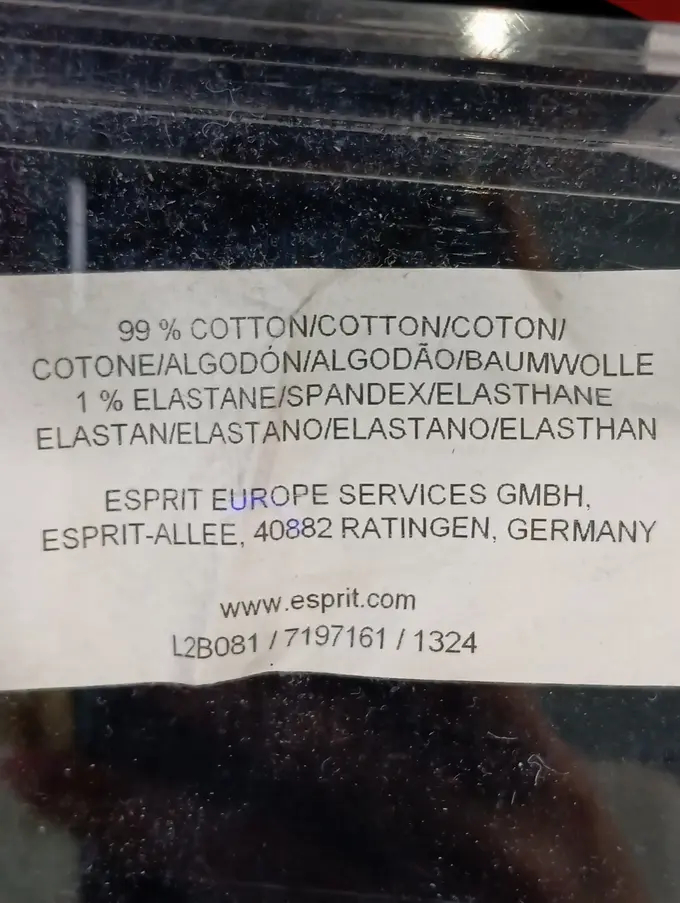 99 % COTTON/COTTON/COTON/
COTONE/ALGODÓN/ALGODÃO/BAUMWOLLE
1 % ELASTANE/SPANDEX/ELASTHANE
ELASTAN/ELASTANO/ELASTANO/ELASTHAN
ESPRIT EUROPE SERVICES GMBH,
ESPRIT-ALLEE, 40882 RATINGEN, GERMANY
www.esprit.com
L2B081 / 7197161 / 1324